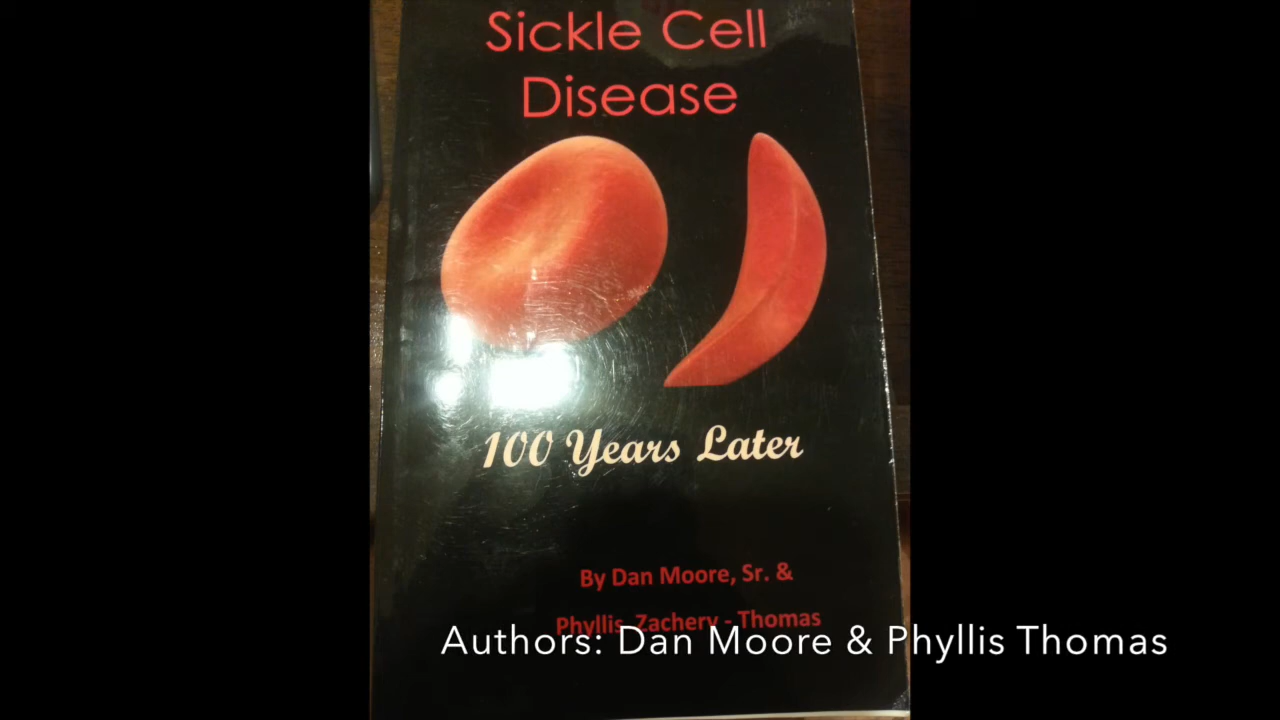 Sickle Cell
Disease
100 Years Later
By Dan Moore, Sr. &
Phyllis Zachery - Thomas
Authors: Dan Moore & Phyllis Thomas